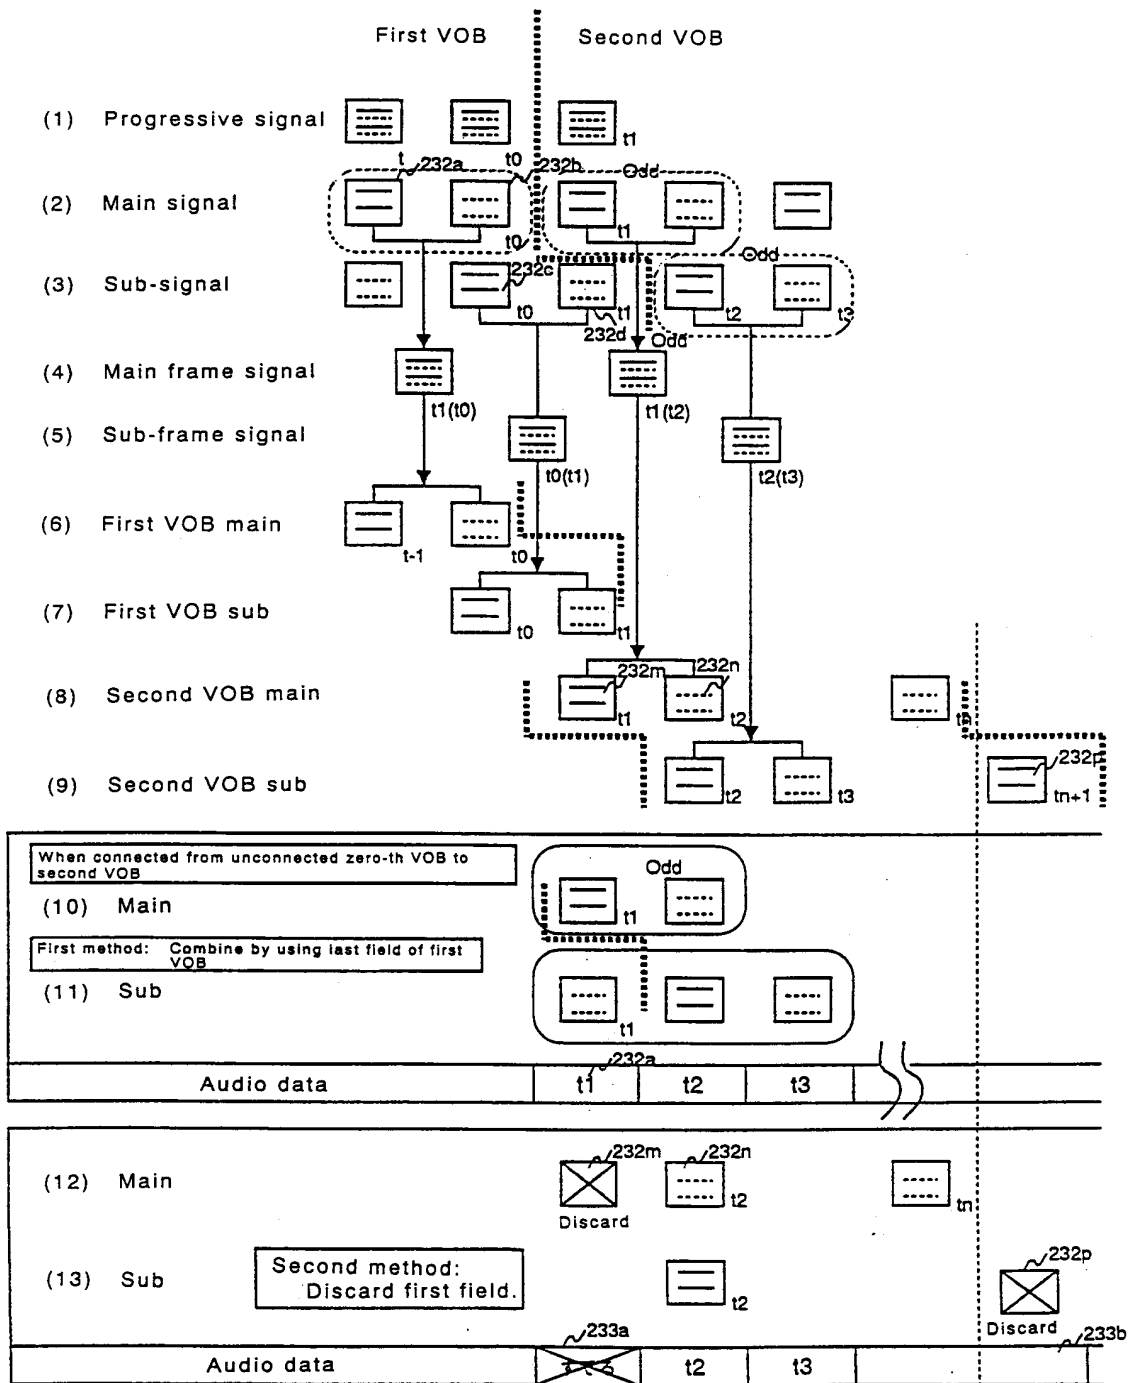 First VOB Second VOB
(1) Progressive signal t1
t 232a t0 232b Odd
(2) Main signal
t0 t1 Odd
(3) Sub-signal 232c
t0 t1 t2 t3
232d Odd
(4) Main frame signal
t1(t0) t1(t2)
(5) Sub-frame signal
t0(t1) t2(t3)
(6) First VOB main
t-1 t0
(7) First VOB sub
t0 t1
232m 232n
(8) Second VOB main
t1 t2
232p
(9) Second VOB sub
t2 t3 tn+1
When connected from unconnected zero-th VOB to
second VOB
Odd
(10) Main t1
First method: Combine by using last field of first
VOB
(11) Sub
t1
232a
Audio data t1 t2 t3
232m 232n
(12) Main
t2 tn
Discard
232p
(13) Sub
Second method:
Discard first field.
t2
Discard
233a 233b
Audio data t2 t3